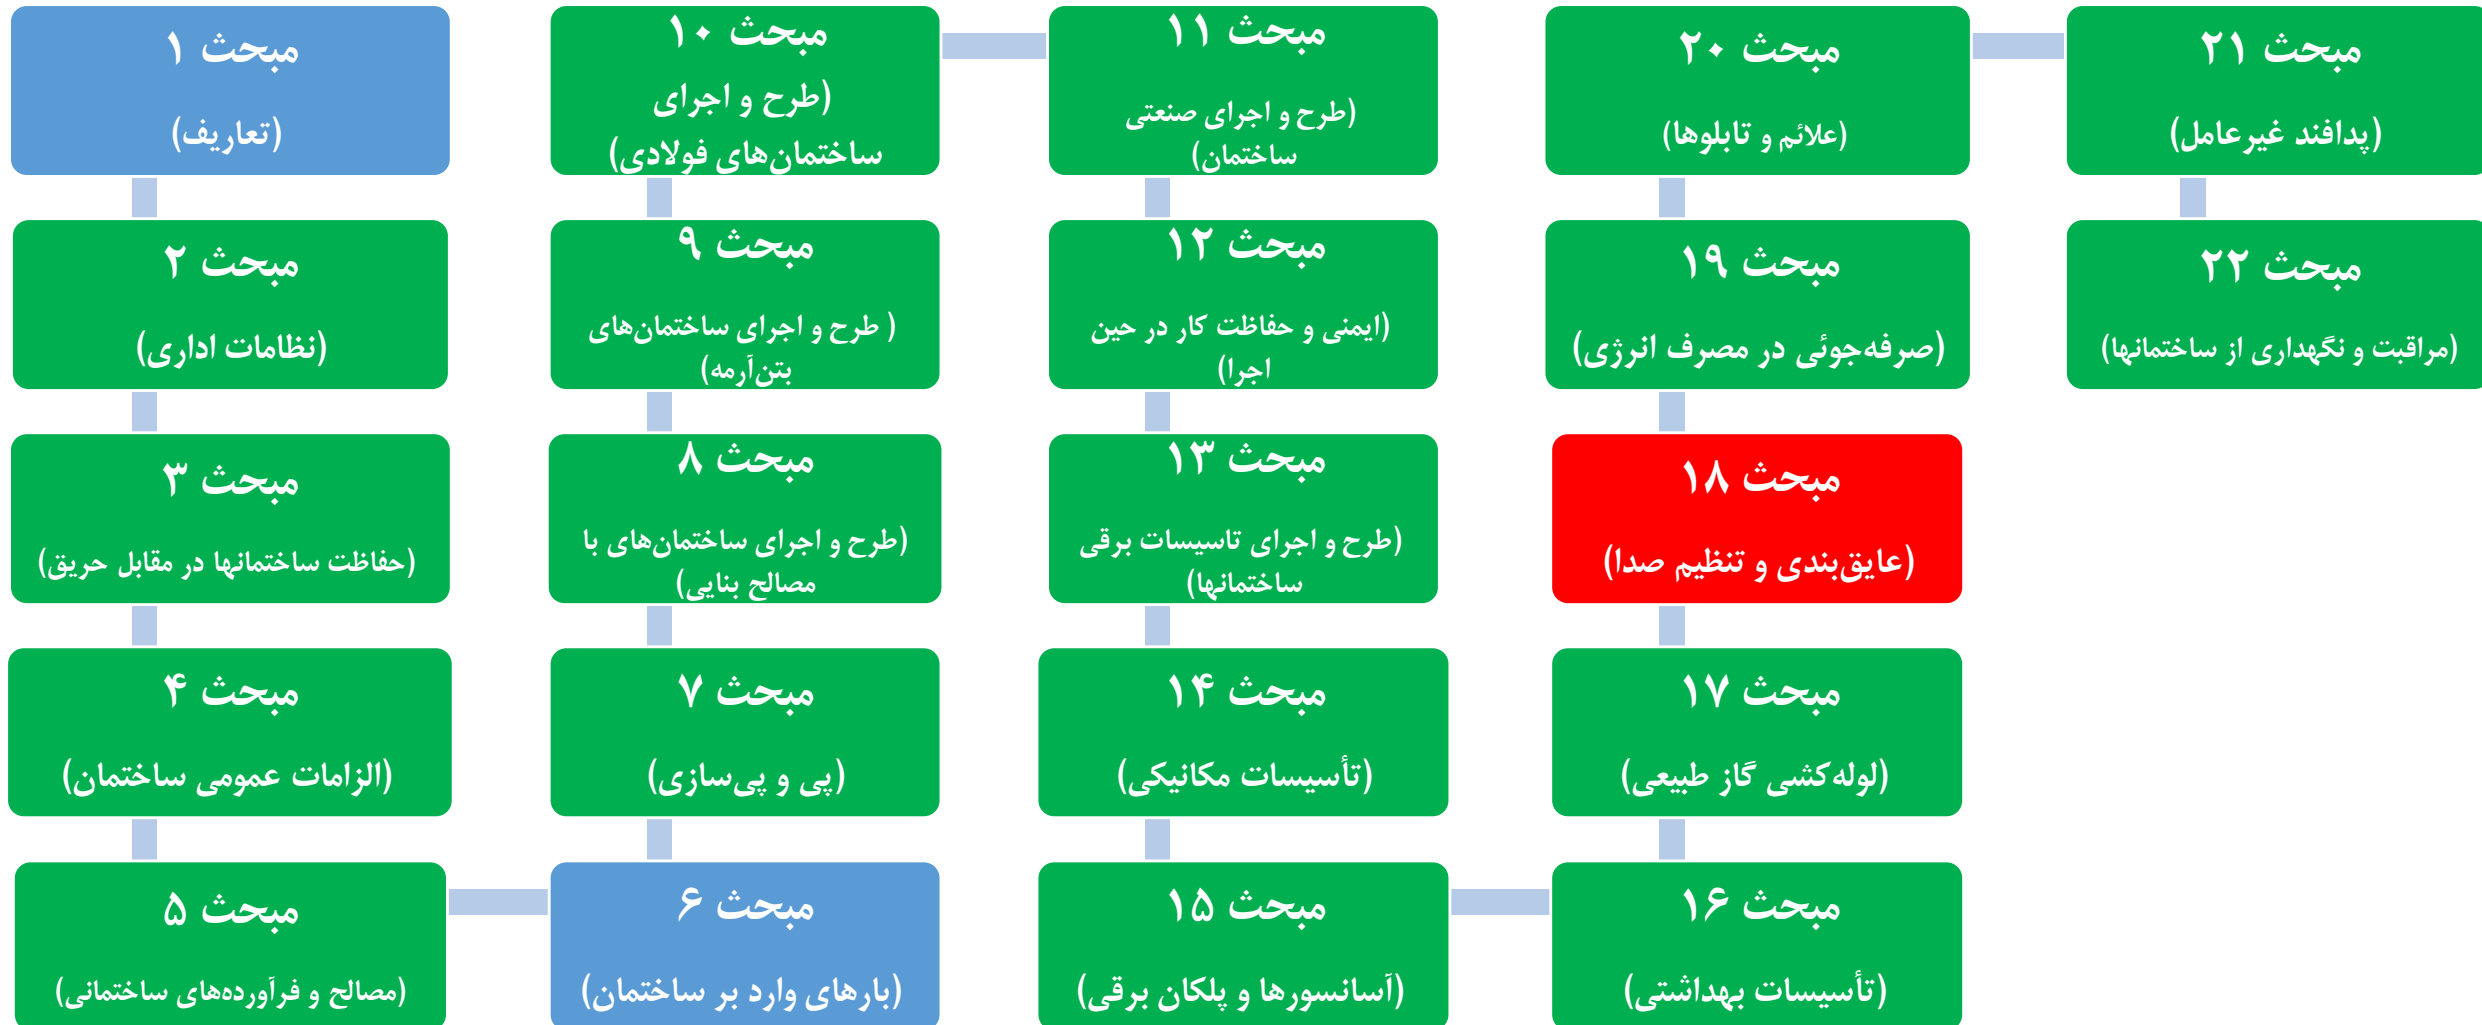 مبحث ۱
(تعاریف)
مبحث ۲
(نظامات اداری)
مبحث ۳
(حفاظت ساختمانها در مقابل حریق)
مبحث ۴
(الزامات عمومی ساختمان)
مبحث ۵
(مصالح و فرآورده‌های ساختمانی)
مبحث ۶
(بارهای وارد بر ساختمان)
مبحث ۷
(پی و پی‌سازی)
مبحث ۸
(طرح و اجرای ساختمان‌های با
مصالح بنایی)
مبحث ۹
( طرح و اجرای ساختمان‌های
بتن‌آرمه)
مبحث ۱۰
(طرح و اجرای
ساختمان‌های فولادی)
مبحث ۱۱
(طرح و اجرای صنعتی
ساختمان)
مبحث ۱۲
(ایمنی و حفاظت کار در حین
اجرا)
مبحث ۱۳
(طرح و اجرای تاسیسات برقی
ساختمانها)
مبحث ۱۴
(تأسیسات مکانیکی)
مبحث ۱۵
(آسانسورها و پلکان برقی)
مبحث ۱۶
(تأسیسات بهداشتی)
مبحث ۱۷
(لوله‌کشی گاز طبیعی)
مبحث ۱۸
(عایق‌بندی و تنظیم صدا)
مبحث ۱۹
(صرفه‌جوئی در مصرف انرژی)
مبحث ۲۰
(علائم و تابلوها)
مبحث ۲۱
(پدافند غیرعامل)
مبحث ۲۲
(مراقبت و نگهداری از ساختمانها)